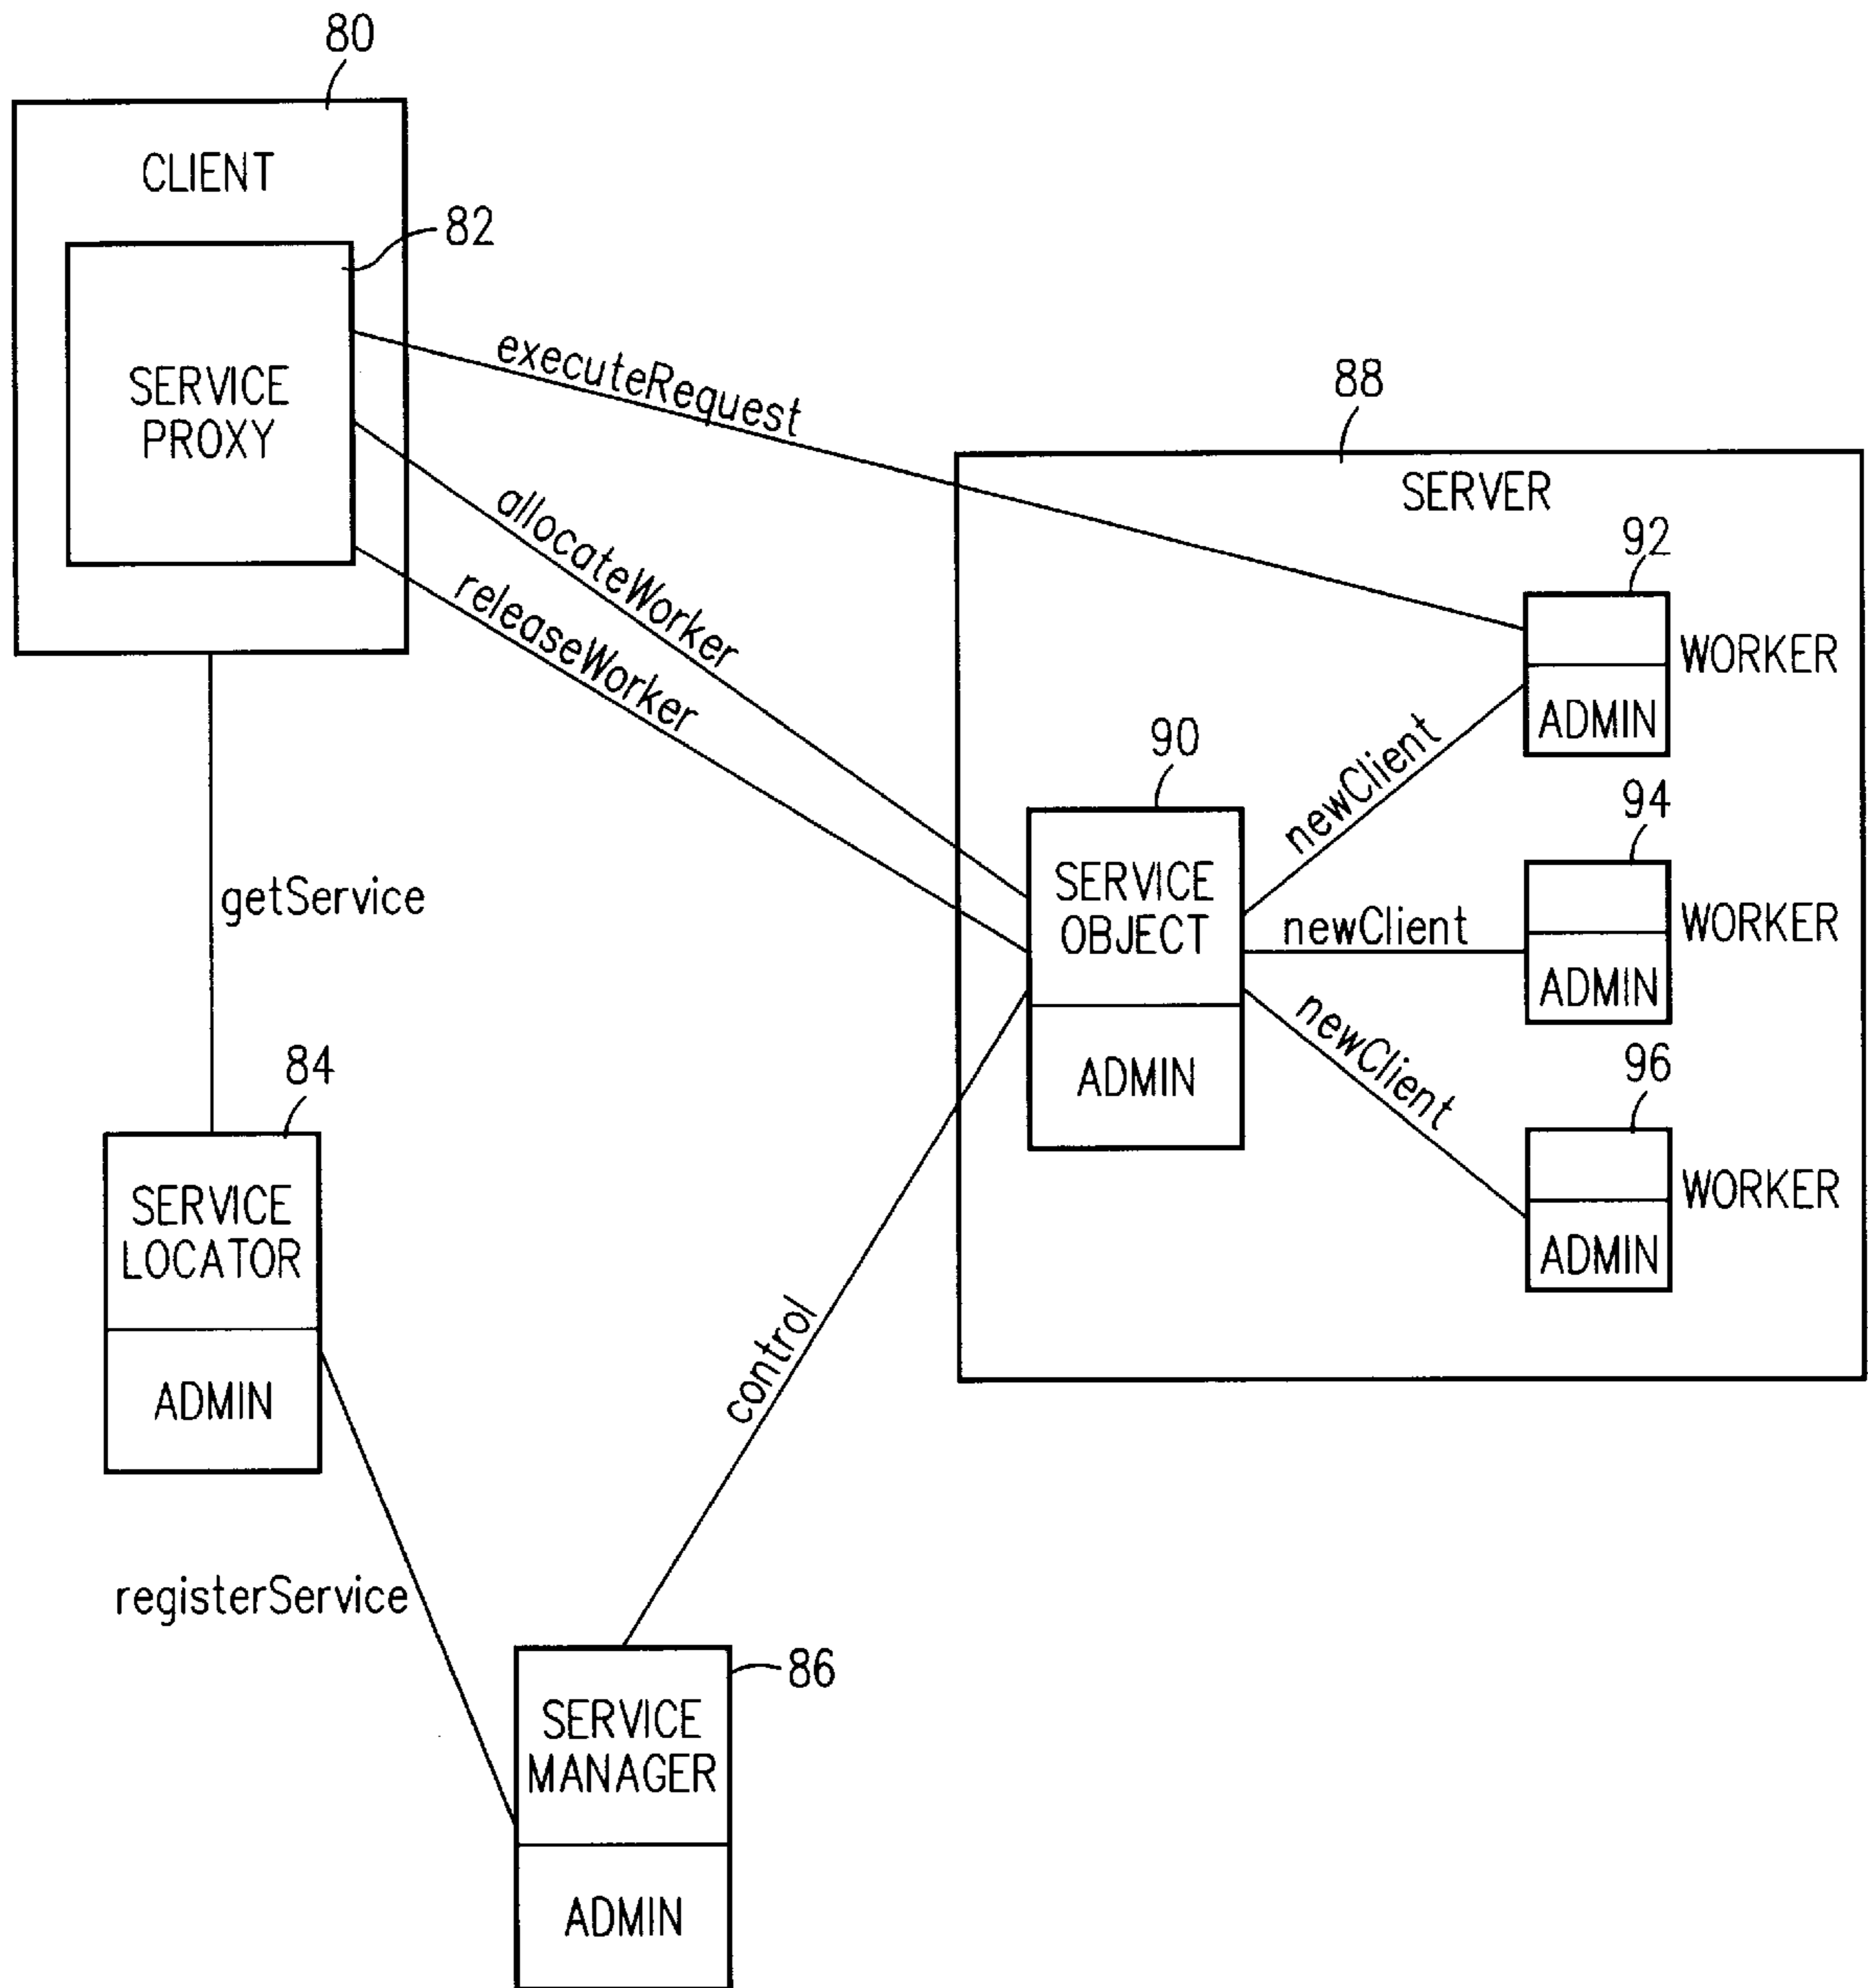 80
CLIENT
82
SERVICE
PROXY
executeRequest
allocateWorker
releaseWorker
88
SERVER
92
WORKER
ADMIN
90
SERVICE
OBJECT
ADMIN
newClient
newClient
newClient
94
WORKER
ADMIN
96
WORKER
ADMIN
getService
84
SERVICE
LOCATOR
ADMIN
control
registerService
86
SERVICE
MANAGER
ADMIN